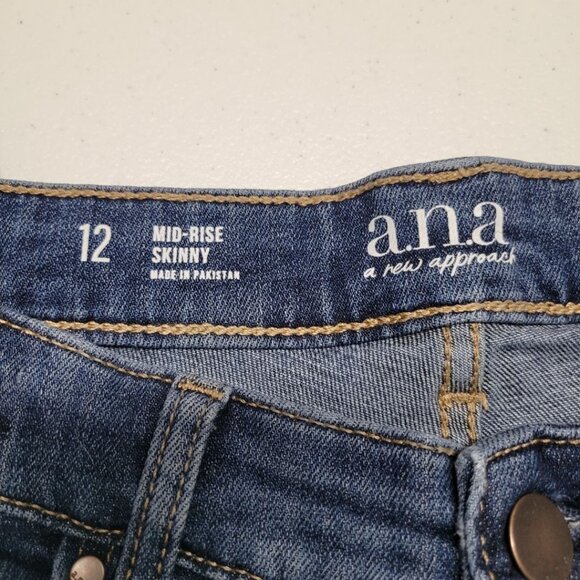 12
MID-RISE
SKINNY
MADE IN PAKISTAN
a.n.a
a new approach